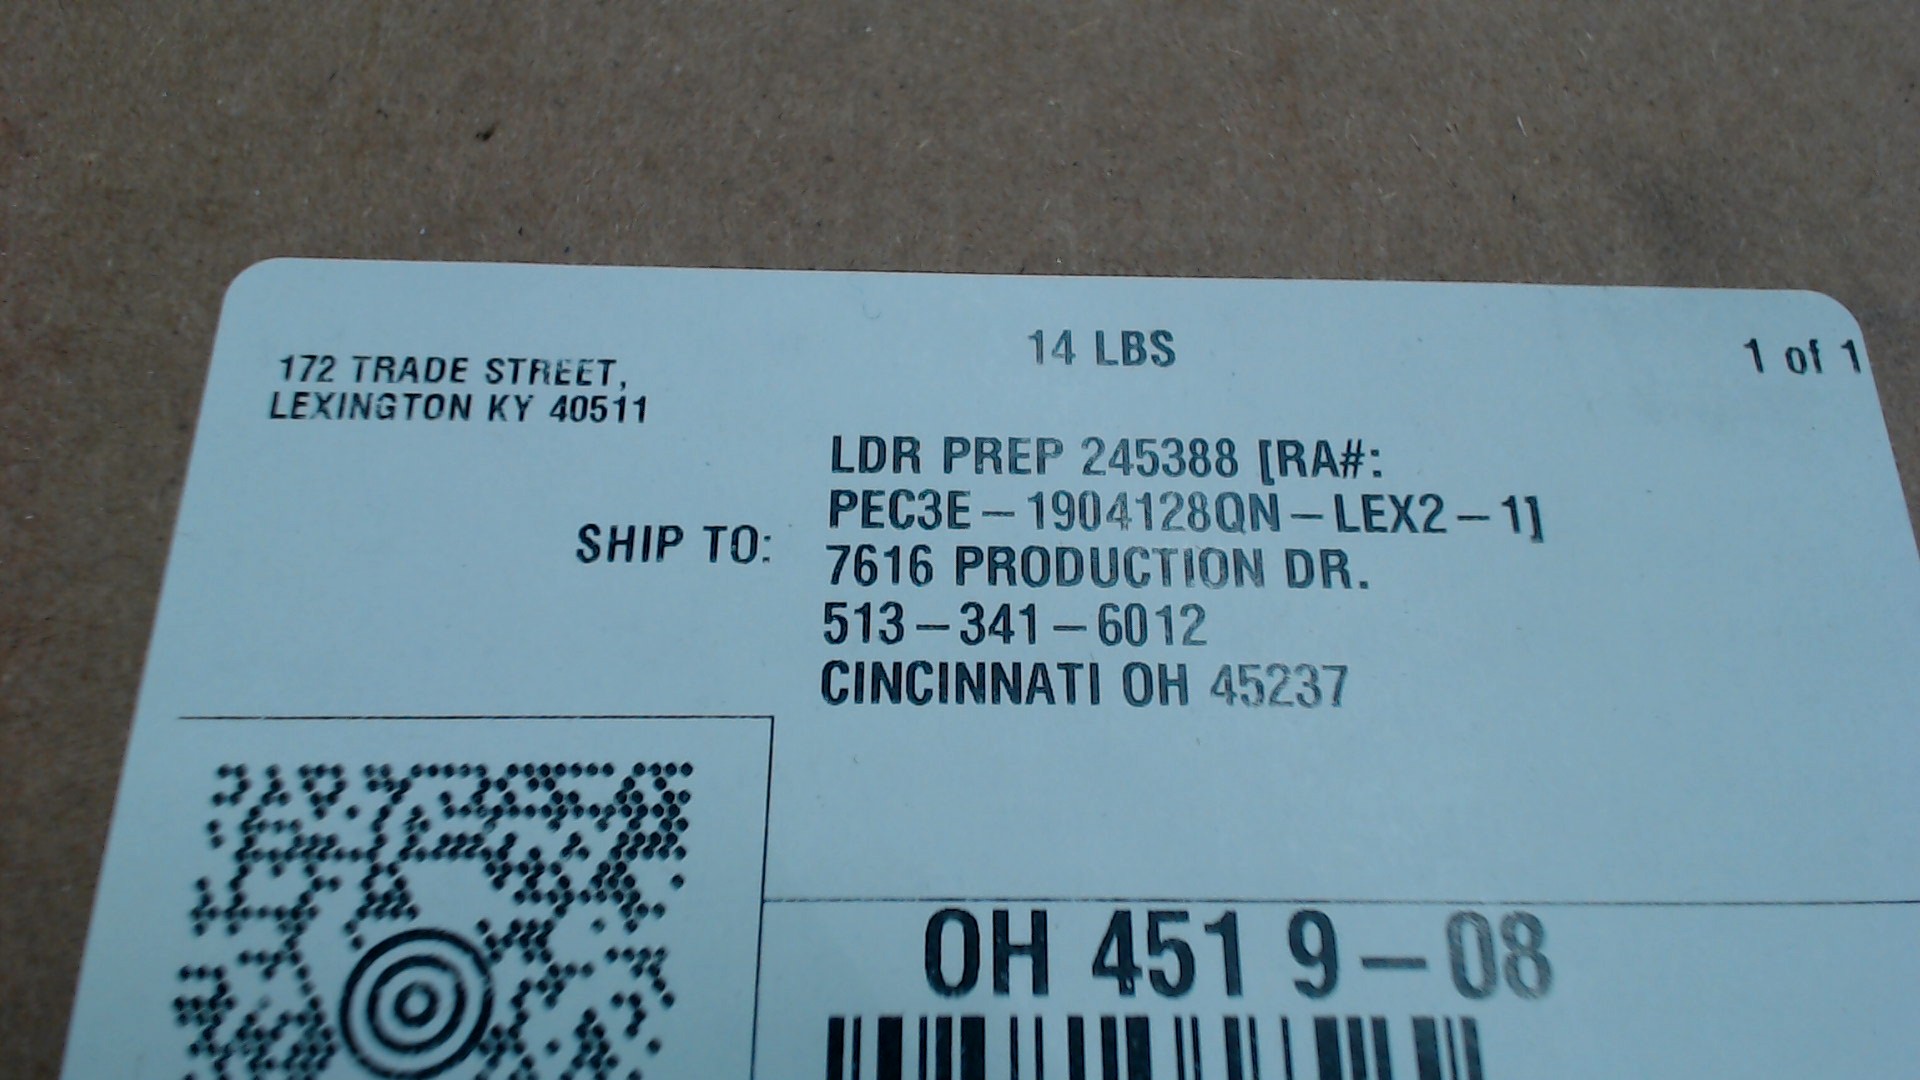 172 TRADE STREET,
LEXINGTON KY 40511
14 LBS
1 of 1
SHIP TO:
LDR PREP 245388 [RA#:
PEC3E-1904128QN-LEX2-1]
7616 PRODUCTION DR.
513-341-6012
CINCINNATI OH 45237
OH 451 9-08